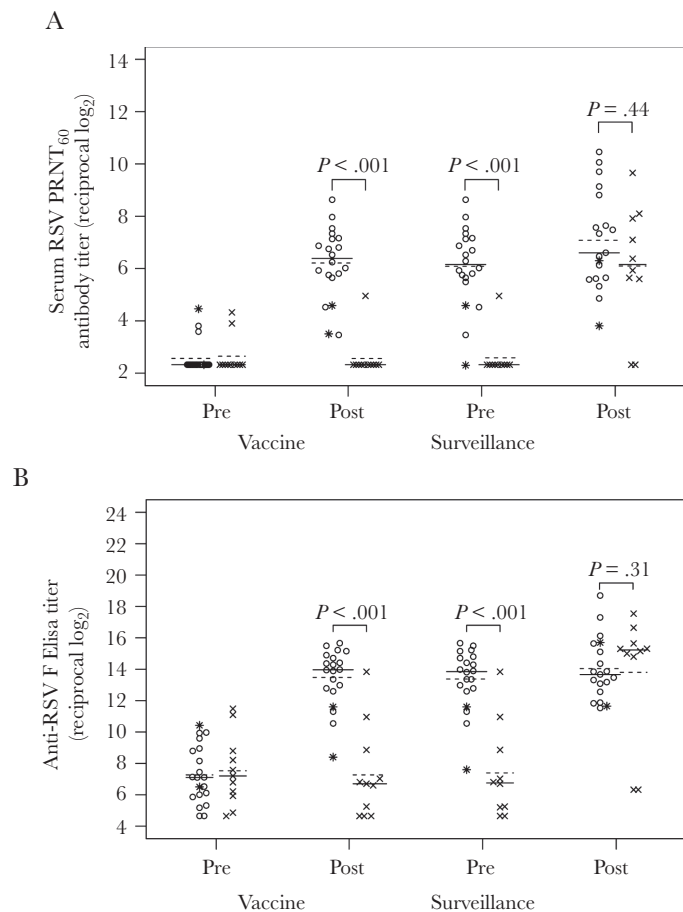 A
14
12
10
8
6
4
2
Serum RSV PRNT60
antibody titer (reciprocal log2)
P < .001
P < .001
P = .44
Pre
Post
Pre
Post
Vaccine
Surveillance
B
24
22
20
18
16
14
12
10
8
6
4
Anti-RSV F Elisa titer
(reciprocal log2)
P < .001
P < .001
P = .31
Pre
Post
Pre
Post
Vaccine
Surveillance